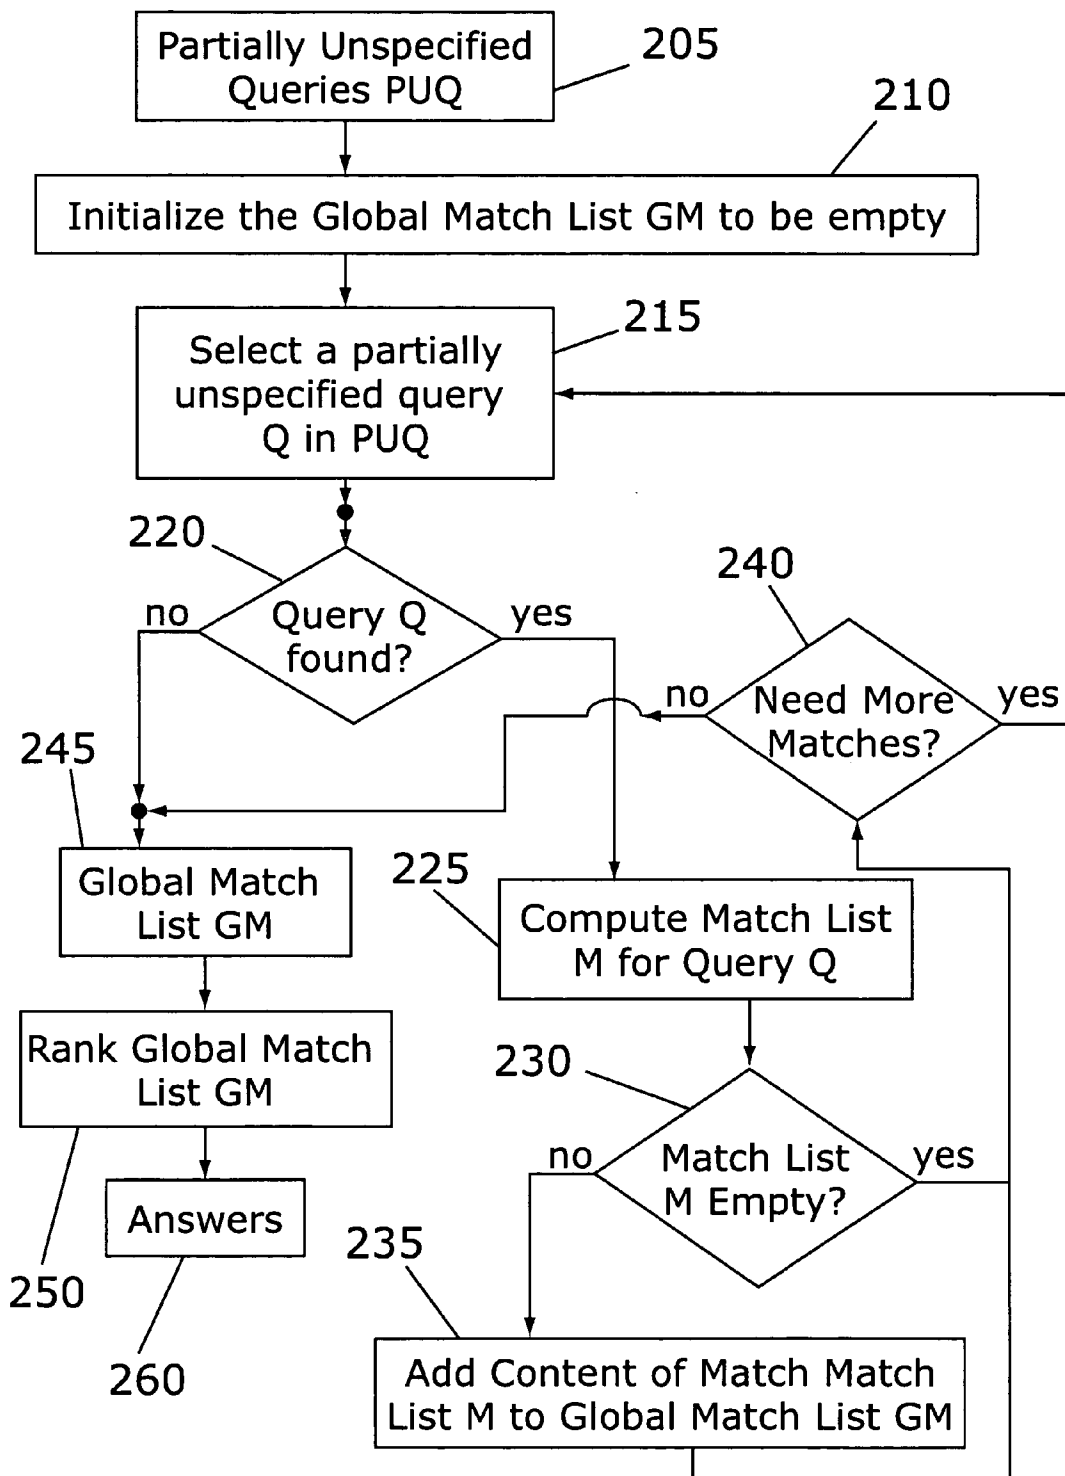 Partially Unspecified
Queries PUQ
205
210
Initialize the Global Match List GM to be empty
215
Select a partially
unspecified query
Q in PUQ
220
no
Query Q
found?
yes
240
no
Need More
Matches?
yes
245
Global Match
List GM
225
Compute Match List
M for Query Q
Rank Global Match
List GM
230
no
Match List
M Empty?
yes
Answers
235
250
260
Add Content of Match Match
List M to Global Match List GM